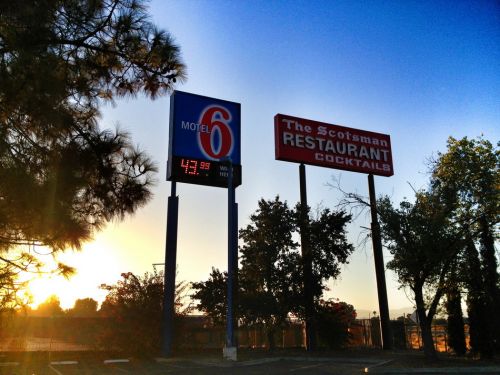 MOTEL 6
43.99
The Scotsman
RESTAURANT
COCKTAILS